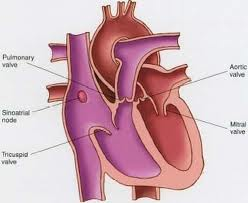 Pulmonary
valve
Sinoatrial
node
Tricuspid
valve
Aortic
valve
Mitral
valve